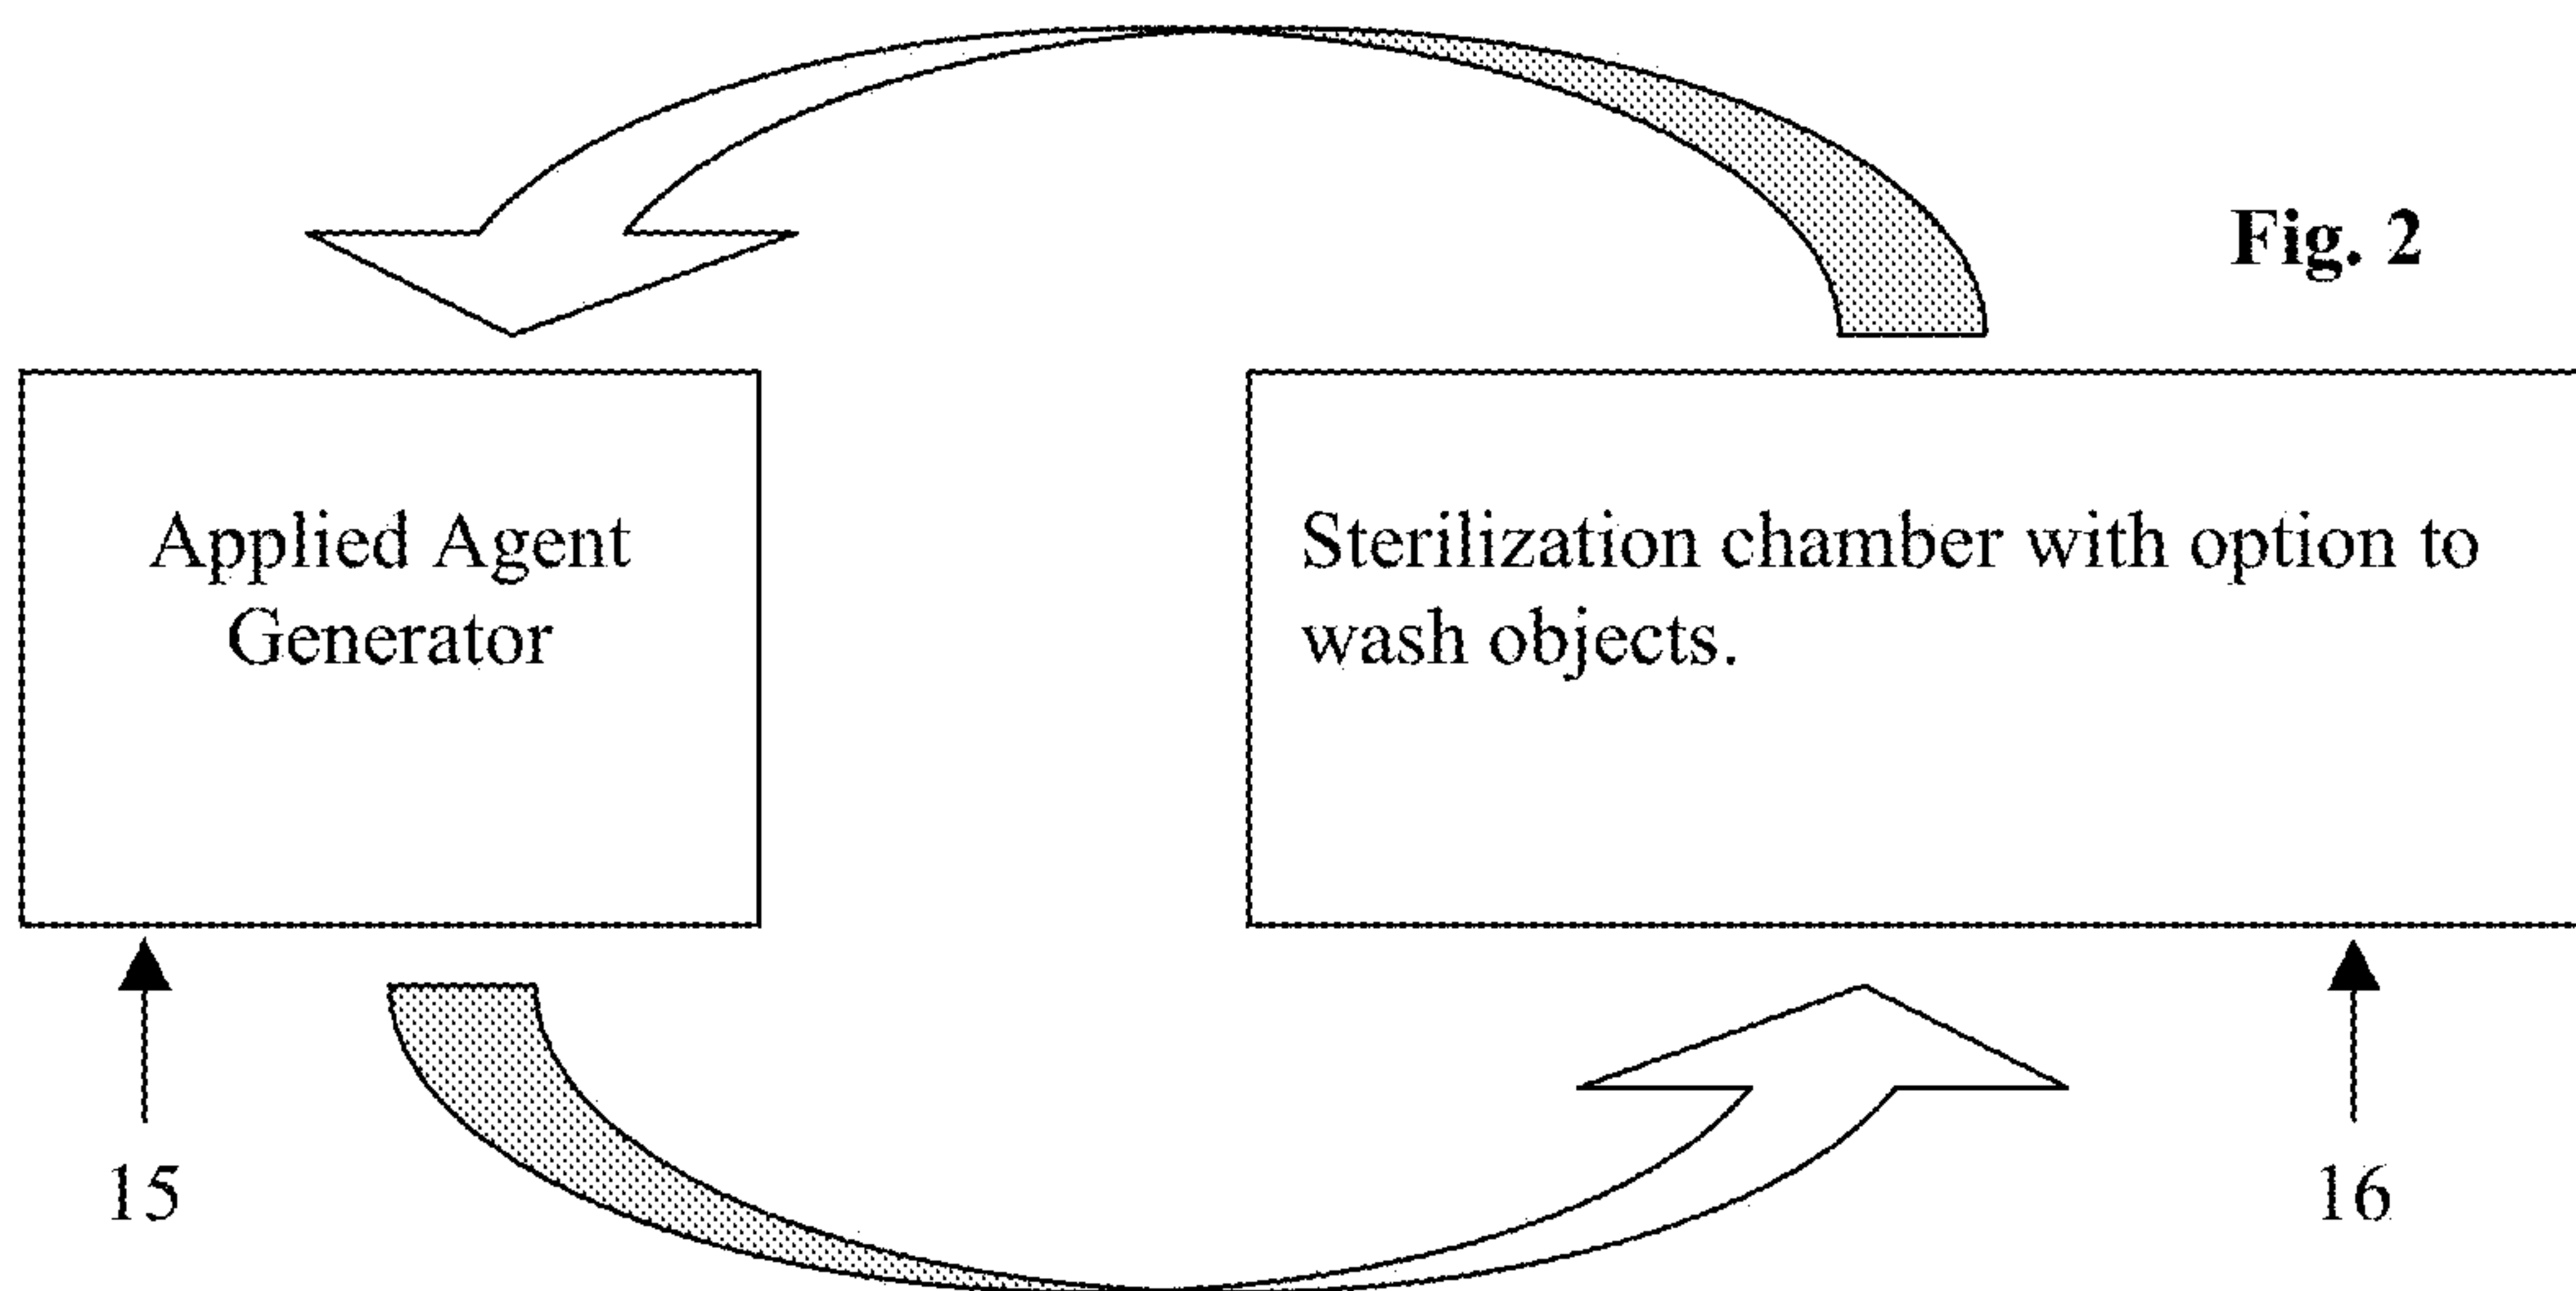 Fig. 2
Applied Agent
Generator
Sterilization chamber with option to
wash objects.
15
16